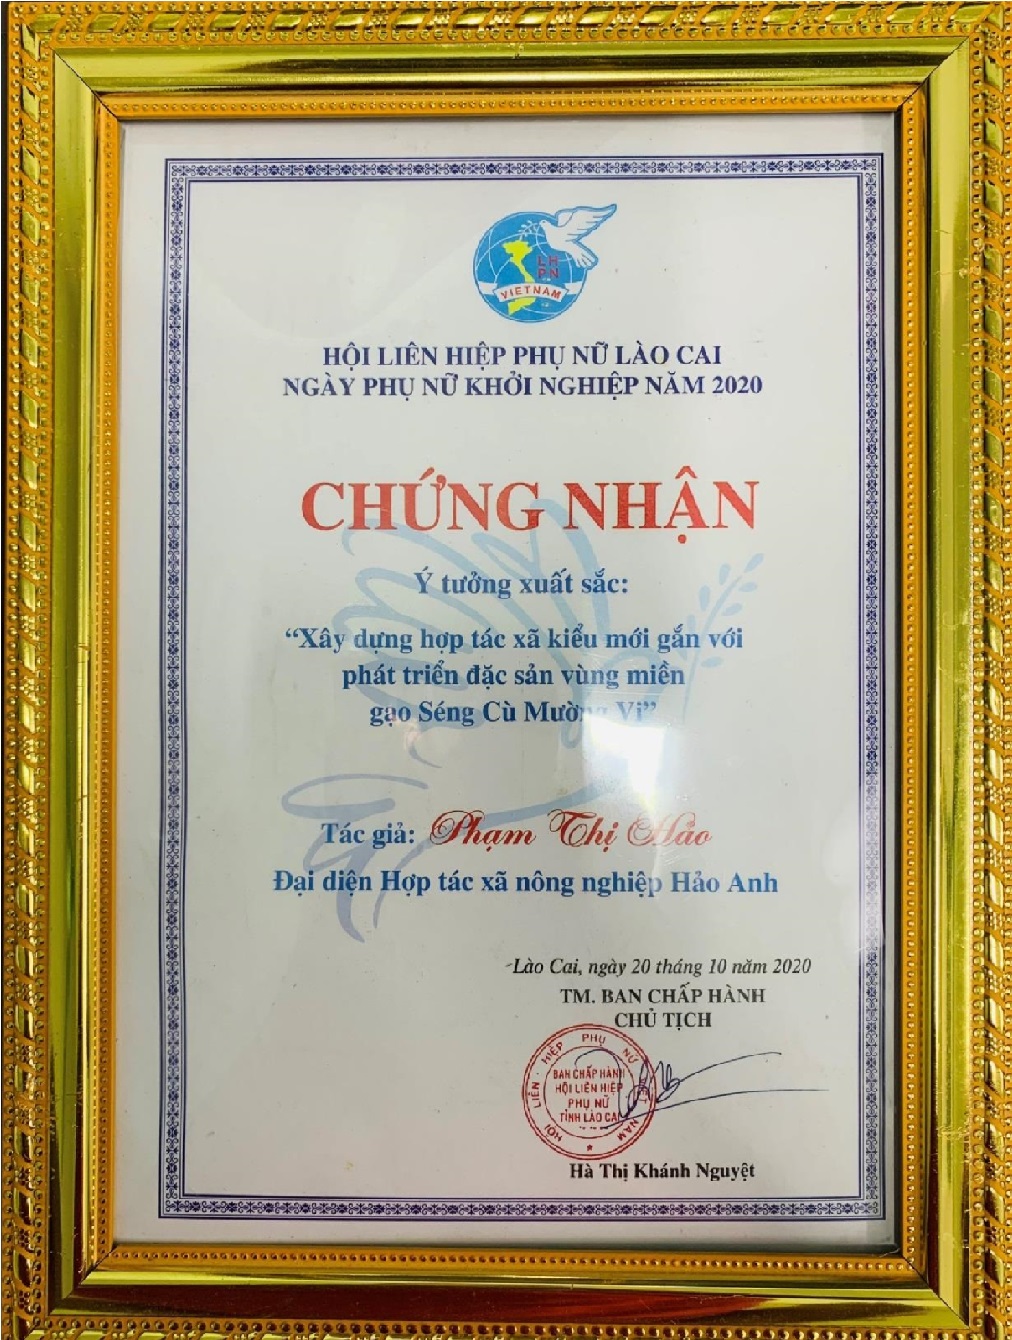 LH
PN
VIETNAM
HỘI LIÊN HIỆP PHỤ NỮ LÀO CAI
NGÀY PHỤ NỮ KHỞI NGHIỆP NĂM 2020
CHỨNG NHẬN
Ý tưởng xuất sắc:
“Xây dựng hợp tác xã kiểu mới gắn với
phát triển đặc sản vùng miền
gạo Séng Cù Mường Vi”
Tác giả: Phạm Thị Hảo
Đại diện Hợp tác xã nông nghiệp Hảo Anh
Lào Cai, ngày 20 tháng 10 năm 2020
TM. BAN CHẤP HÀNH
CHỦ TỊCH
HỘI LIÊN HIỆP PHỤ NỮ VIỆT NAM
BAN CHẤP HÀNH
HỘI LIÊN HIỆP
PHỤ NỮ
TỈNH LÀO CAI
Hà Thị Khánh Nguyệt